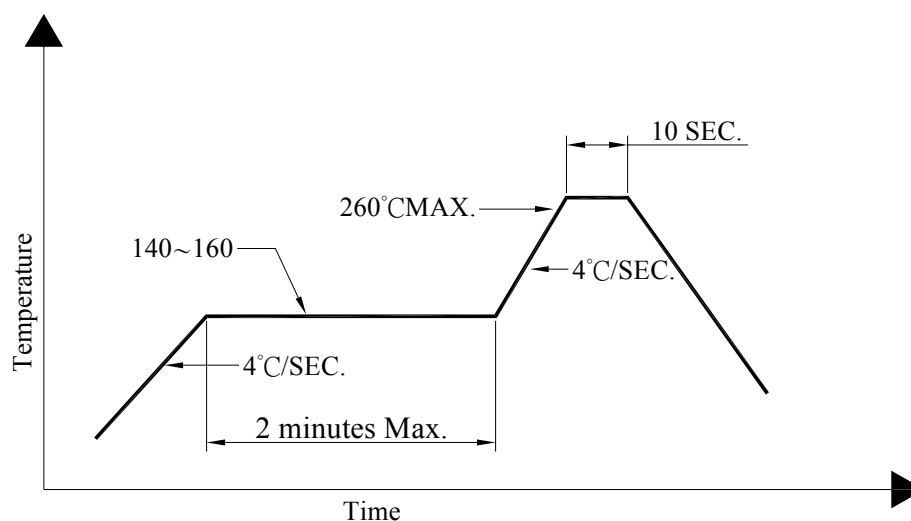 10 SEC.
260℃MAX.
140~160
4℃/SEC.
4℃/SEC.
2 minutes Max.
Temperature
Time